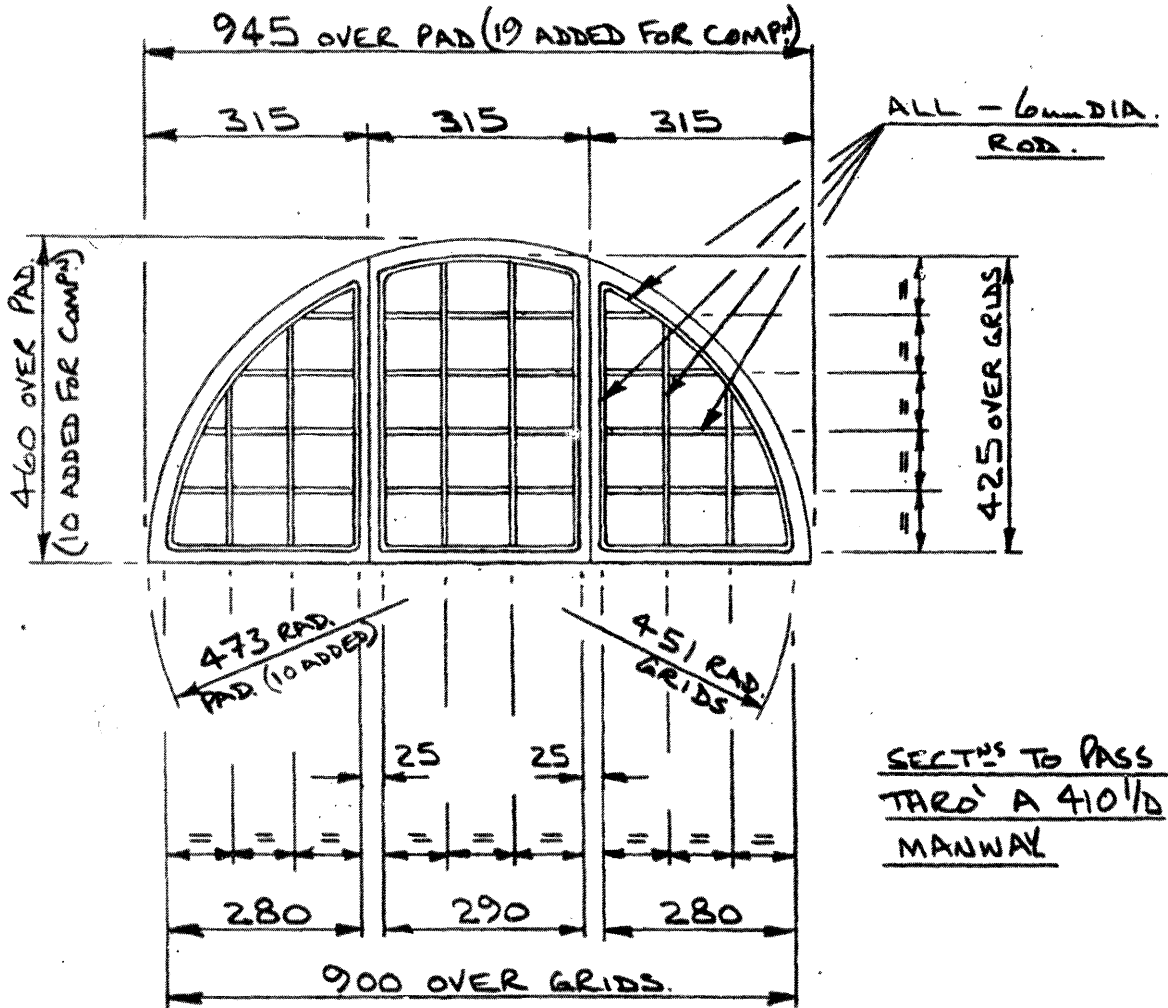 945 OVER PAD (19 ADDED FOR COMPᴺ)
315
315
315
ALL - 6mm DIA.
ROD.
460 OVER PAD.
(10 ADDED FOR COMPᴺ)
=
=
=
=
=
425 OVER GRIDS
473 RAD.
PAD. (10 ADDED)
451 RAD.
GRIDS
25
25
SECTᴺˢ TO PASS
THRO' A 410 I/D
MANWAY
= = = = = = = = =
280
290
280
900 OVER GRIDS.